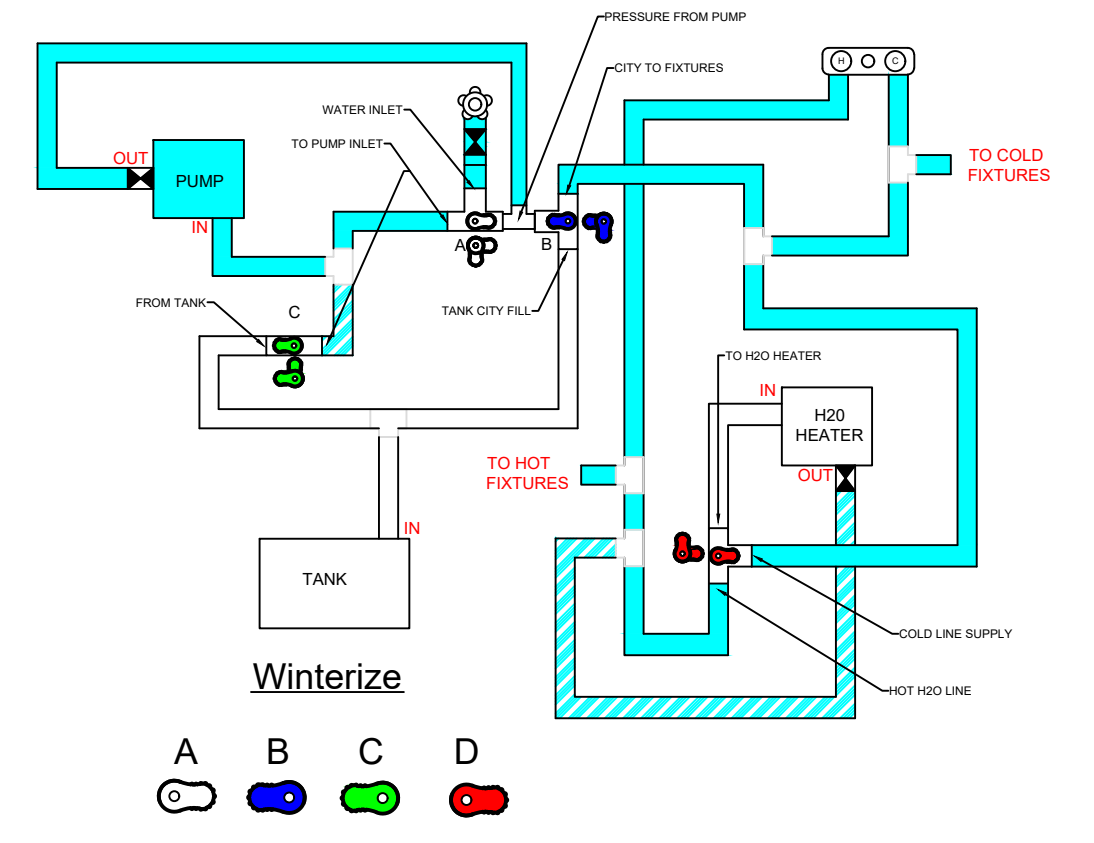 PRESSURE FROM PUMP
CITY TO FIXTURES
H
C
WATER INLET
TO PUMP INLET
OUT
PUMP
IN
TO COLD
FIXTURES
A
B
FROM TANK
C
TANK CITY FILL
TO H2O HEATER
IN
H20
HEATER
OUT
TO HOT
FIXTURES
IN
TANK
COLD LINE SUPPLY
HOT H2O LINE
Winterize
A
B
C
D